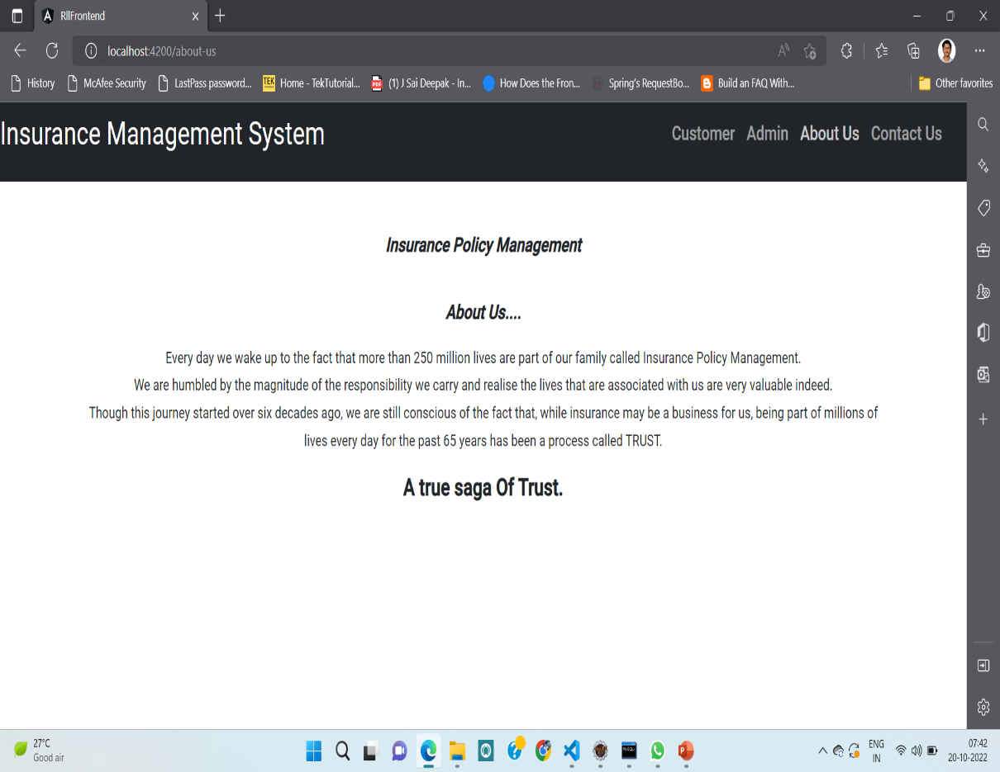 RllFrontend
localhost:4200/about-us
History McAfee Security LastPass password... TEK Home - TekTutorial... PDF (1) J Sai Deepak - In... How Does the Fron... Spring's RequestBo... Build an FAQ With... Other favorites
Insurance Management System Customer Admin About Us Contact Us
Insurance Policy Management
About Us....
Every day we wake up to the fact that more than 250 million lives are part of our family called Insurance Policy Management.
We are humbled by the magnitude of the responsibility we carry and realise the lives that are associated with us are very valuable indeed.
Though this journey started over six decades ago, we are still conscious of the fact that, while insurance may be a business for us, being part of millions of
lives every day for the past 65 years has been a process called TRUST.
A true saga Of Trust.
27°C ENG 07:42
Good air IN 20-10-2022